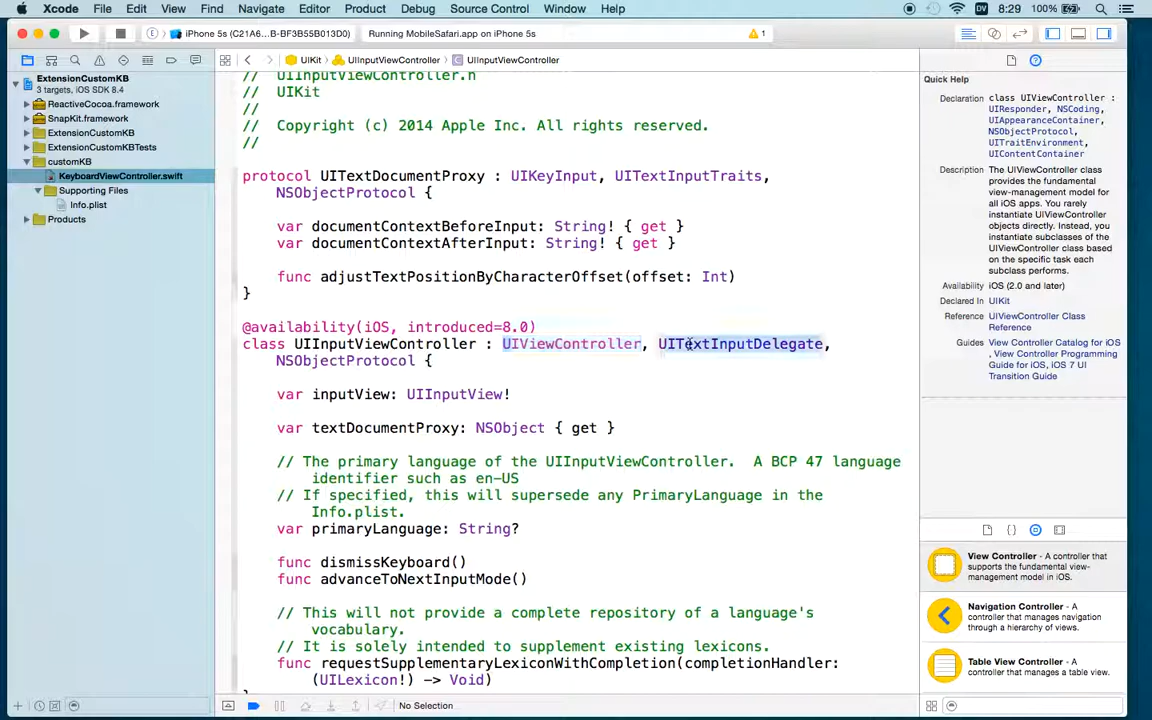 Xcode File Edit View Find Navigate Editor Product Debug Source Control Window Help DV 8:29 100%
iPhone 5s (C21A6...B-BF3B55B013D0) Running MobileSafari.app on iPhone 5s 1
UIKit UIInputViewController UIInputViewController
ExtensionCustomKB
3 targets, iOS SDK 8.4
ReactiveCocoa.framework
SnapKit.framework
ExtensionCustomKB
ExtensionCustomKBTests
customKB
KeyboardViewController.swift
Supporting Files
Info.plist
Products
// UIInputViewController.h
// UIKit
//
// Copyright (c) 2014 Apple Inc. All rights reserved.
//
protocol UITextDocumentProxy : UIKeyInput, UITextInputTraits,
NSObjectProtocol {
var documentContextBeforeInput: String! { get }
var documentContextAfterInput: String! { get }
func adjustTextPositionByCharacterOffset(offset: Int)
}
@availability(iOS, introduced=8.0)
class UIInputViewController : UIViewController, UITextInputDelegate,
NSObjectProtocol {
var inputView: UIInputView!
var textDocumentProxy: NSObject { get }
// The primary language of the UIInputViewController. A BCP 47 language
identifier such as en-US
// If specified, this will supersede any PrimaryLanguage in the
Info.plist.
var primaryLanguage: String?
func dismissKeyboard()
func advanceToNextInputMode()
// This will not provide a complete repository of a language's
vocabulary.
// It is solely intended to supplement existing lexicons.
func requestSupplementaryLexiconWithCompletion(completionHandler:
(UILexicon!) -> Void)
No Selection
Quick Help
Declaration class UIViewController :
UIResponder, NSCoding,
UIAppearanceContainer,
NSObjectProtocol,
UITraitEnvironment,
UIContentContainer
Description The UIViewController class
provides the fundamental
view-management model for
all iOS apps. You rarely
instantiate UIViewController
objects directly. Instead, you
instantiate subclasses of the
UIViewController class based
on the specific task each
subclass performs.
Availability iOS (2.0 and later)
Declared In UIKit
Reference UIViewController Class
Reference
Guides View Controller Catalog for iOS
, View Controller Programming
Guide for iOS, iOS 7 UI
Transition Guide
{ }
View Controller - A controller that
supports the fundamental view-
management model in iOS.
Navigation Controller - A
controller that manages navigation
through a hierarchy of views.
Table View Controller - A
controller that manages a table view.